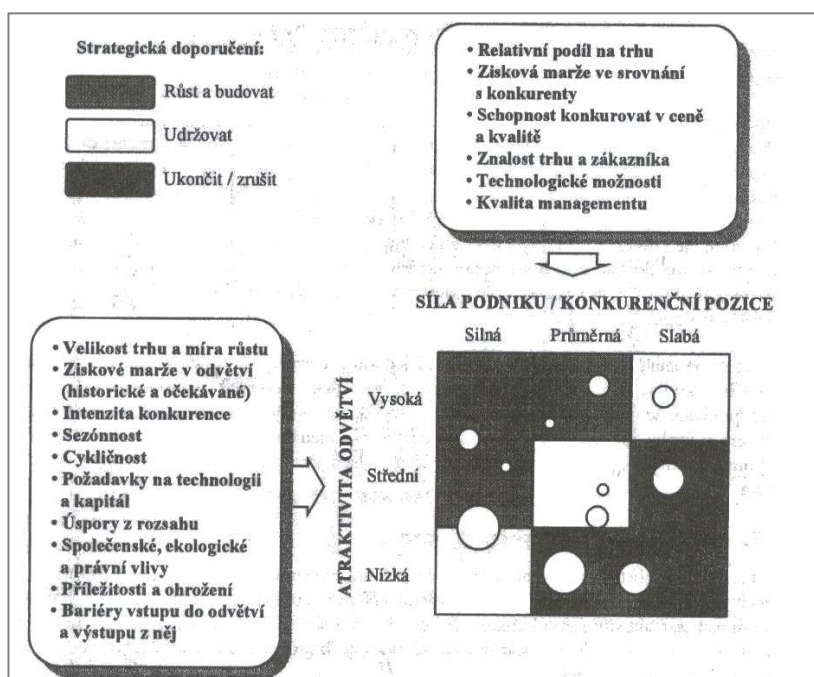 Strategická doporučení:
Růst a budovat
Udržovat
Ukončit / zrušit
• Relativní podíl na trhu
• Zisková marže ve srovnání
s konkurenty
• Schopnost konkurovat v ceně
a kvalitě
• Znalost trhu a zákazníka
• Technologické možnosti
• Kvalita managementu
SÍLA PODNIKU / KONKURENČNÍ POZICE
Silná Průměrná Slabá
• Velikost trhu a míra růstu
• Ziskové marže v odvětví
(historické a očekávané)
• Intenzita konkurence
• Sezónnost
• Cykličnost
• Požadavky na technologii
a kapitál
• Úspory z rozsahu
• Společenské, ekologické
a právní vlivy
• Příležitosti a ohrožení
• Bariéry vstupu do odvětví
a výstupu z něj
ATRAKTIVITA ODVĚTVÍ
Vysoká
Střední
Nízká